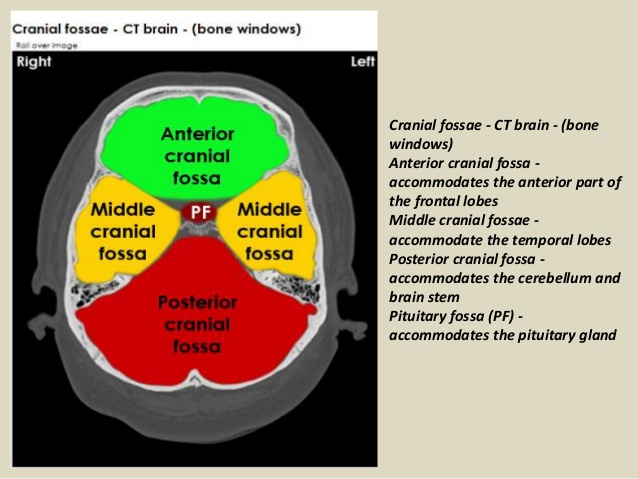 Cranial fossae - CT brain - (bone windows)
Roll over image
Right
Left
Anterior
cranial
fossa
Middle
cranial
fossa
PF
Middle
cranial
fossa
Posterior
cranial
fossa
Cranial fossae - CT brain - (bone
windows)
Anterior cranial fossa -
accommodates the anterior part of
the frontal lobes
Middle cranial fossae -
accommodate the temporal lobes
Posterior cranial fossa -
accommodates the cerebellum and
brain stem
Pituitary fossa (PF) -
accommodates the pituitary gland